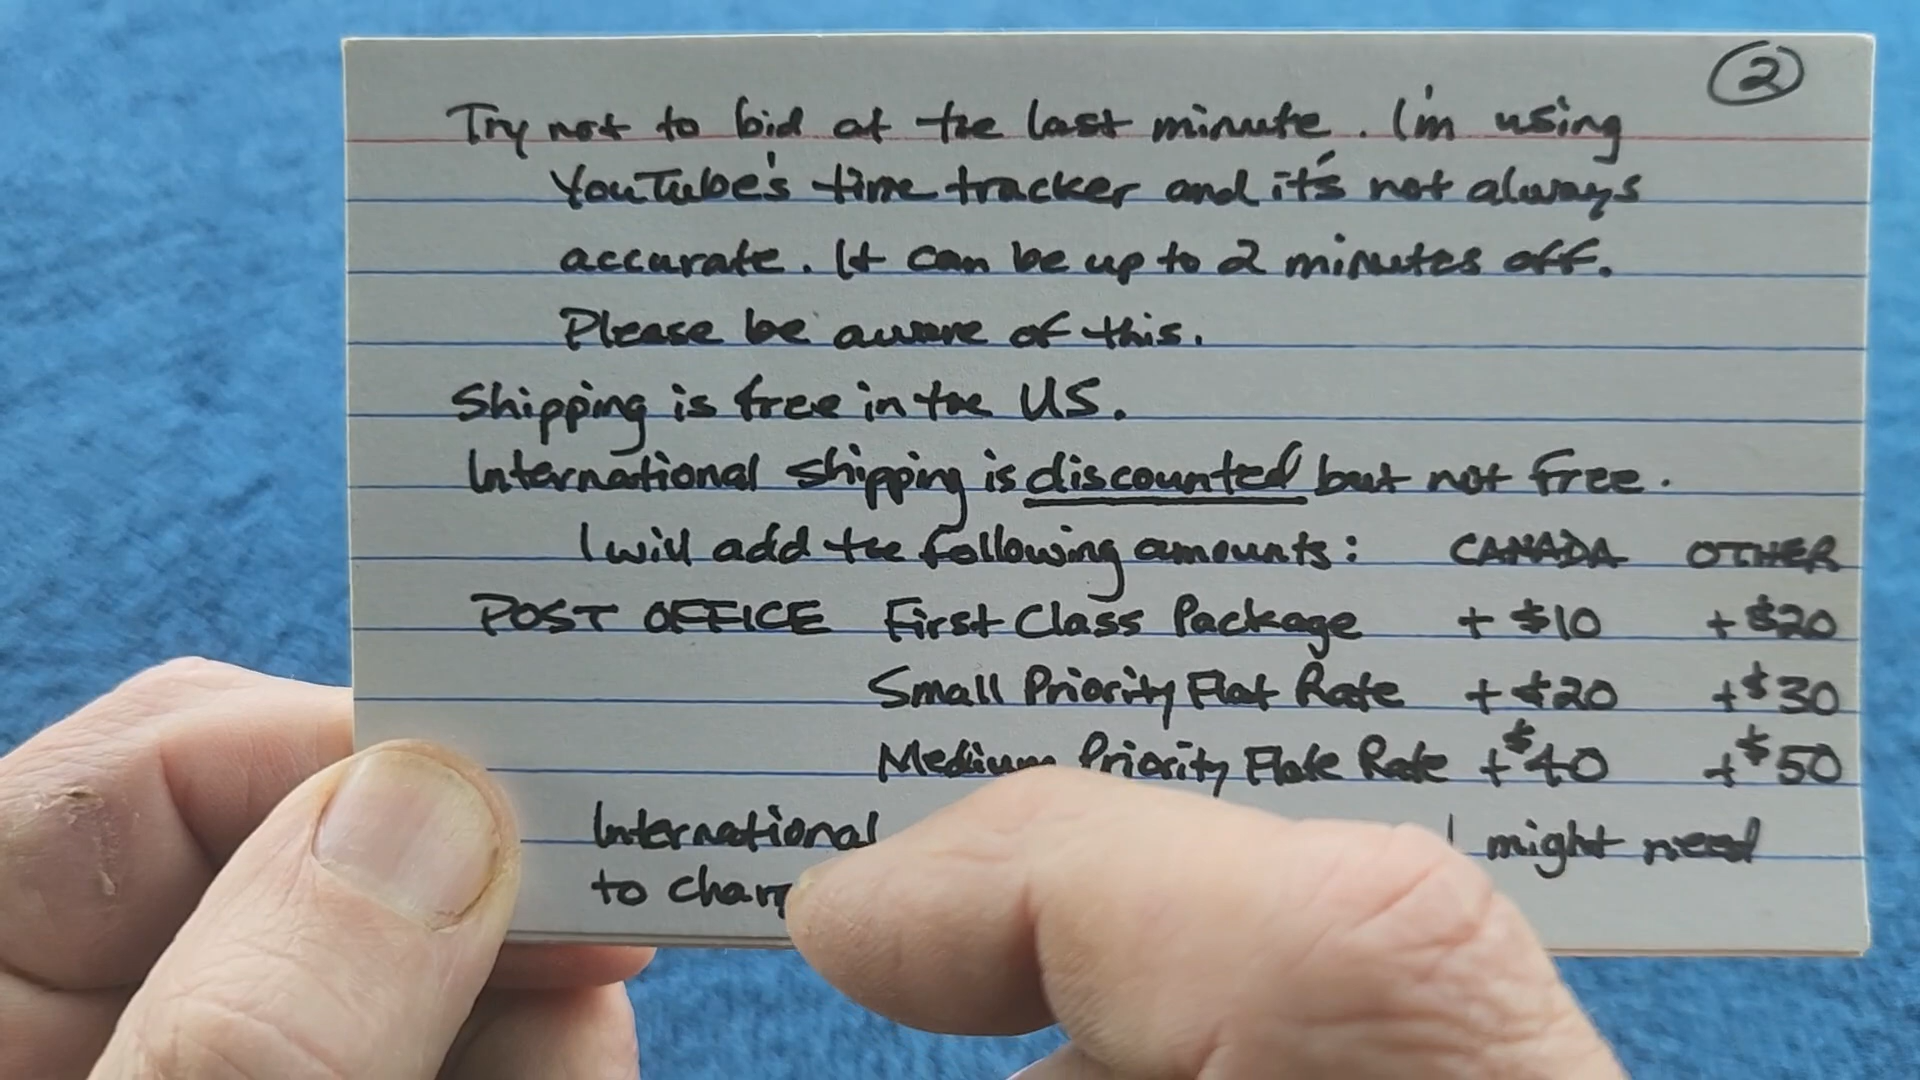 2
Try not to bid at the last minute. I'm using
YouTube's time tracker and it's not always
accurate. It can be up to 2 minutes off.
Please be aware of this.
Shipping is free in the US.
International shipping is discounted but not free.
I will add the following amounts: CANADA OTHER
POST OFFICE First Class Package + $10 + $20
Small Priority Flat Rate + $20 + $30
Medium Priority Flate Rate + $40 + $50
International I might need
to